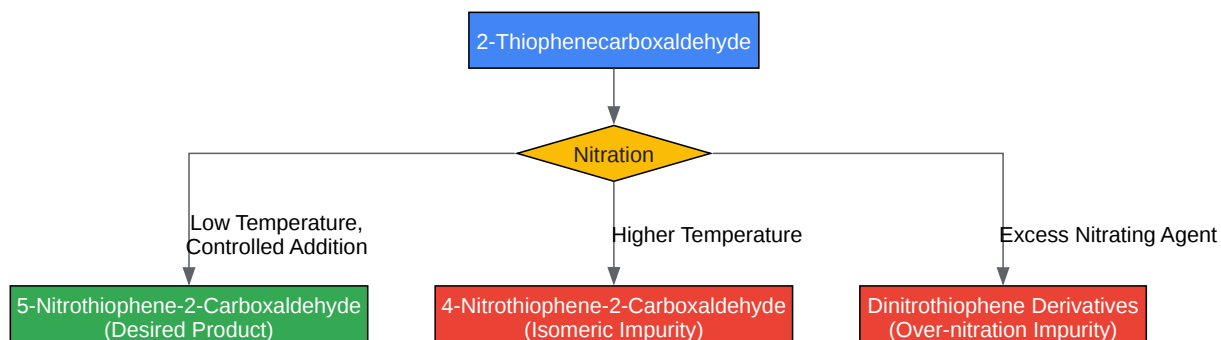 2-Thiophenecarboxaldehyde
Nitration
Low Temperature,
Controlled Addition
Higher Temperature
Excess Nitrating Agent
5-Nitrothiophene-2-Carboxaldehyde
(Desired Product)
4-Nitrothiophene-2-Carboxaldehyde
(Isomeric Impurity)
Dinitrothiophene Derivatives
(Over-nitration Impurity)